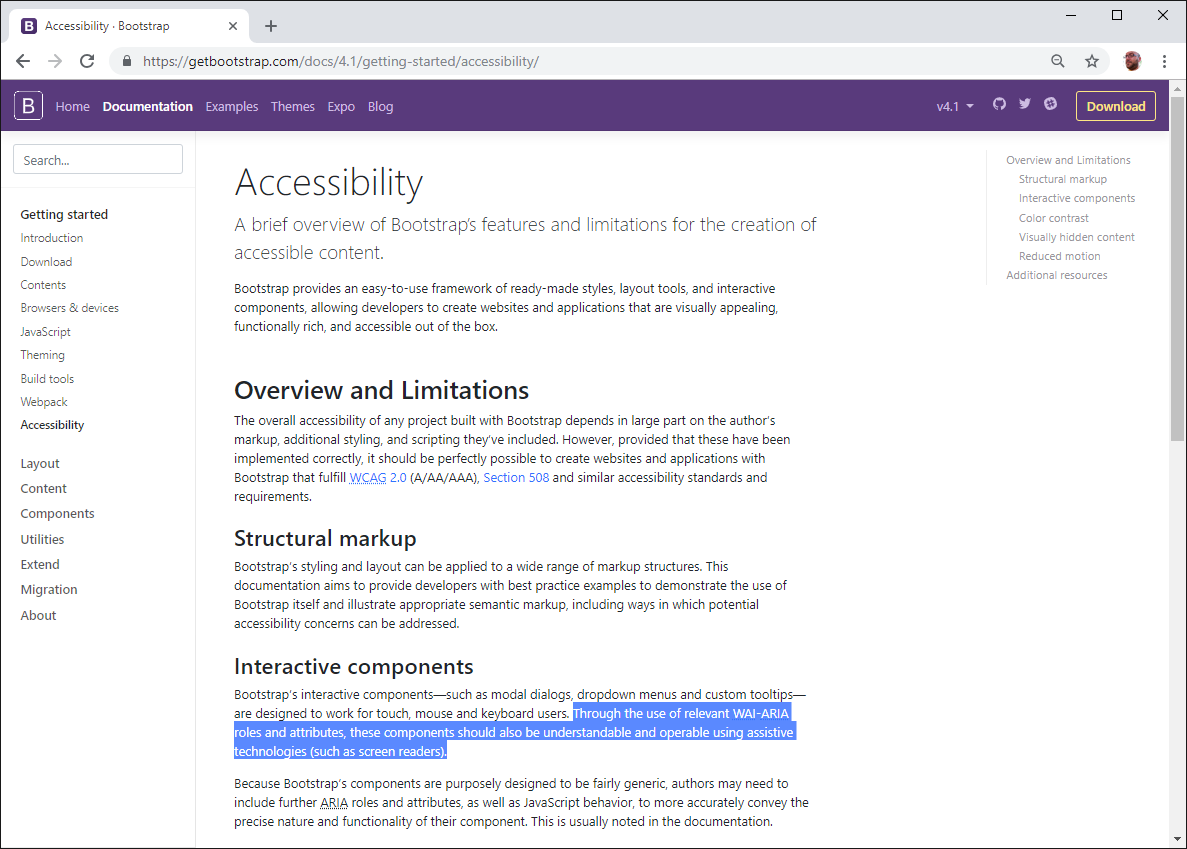 B Accessibility · Bootstrap
https://getbootstrap.com/docs/4.1/getting-started/accessibility/
B Home Documentation Examples Themes Expo Blog v4.1 Download
Search...
Getting started
Introduction
Download
Contents
Browsers & devices
JavaScript
Theming
Build tools
Webpack
Accessibility
Layout
Content
Components
Utilities
Extend
Migration
About
Accessibility
A brief overview of Bootstrap's features and limitations for the creation of
accessible content.
Bootstrap provides an easy-to-use framework of ready-made styles, layout tools, and interactive
components, allowing developers to create websites and applications that are visually appealing,
functionally rich, and accessible out of the box.
Overview and Limitations
The overall accessibility of any project built with Bootstrap depends in large part on the author's
markup, additional styling, and scripting they've included. However, provided that these have been
implemented correctly, it should be perfectly possible to create websites and applications with
Bootstrap that fulfill WCAG 2.0 (A/AA/AAA), Section 508 and similar accessibility standards and
requirements.
Structural markup
Bootstrap's styling and layout can be applied to a wide range of markup structures. This
documentation aims to provide developers with best practice examples to demonstrate the use of
Bootstrap itself and illustrate appropriate semantic markup, including ways in which potential
accessibility concerns can be addressed.
Interactive components
Bootstrap's interactive components—such as modal dialogs, dropdown menus and custom tooltips—
are designed to work for touch, mouse and keyboard users. Through the use of relevant WAI-ARIA
roles and attributes, these components should also be understandable and operable using assistive
technologies (such as screen readers).
Because Bootstrap's components are purposely designed to be fairly generic, authors may need to
include further ARIA roles and attributes, as well as JavaScript behavior, to more accurately convey the
precise nature and functionality of their component. This is usually noted in the documentation.
Overview and Limitations
Structural markup
Interactive components
Color contrast
Visually hidden content
Reduced motion
Additional resources